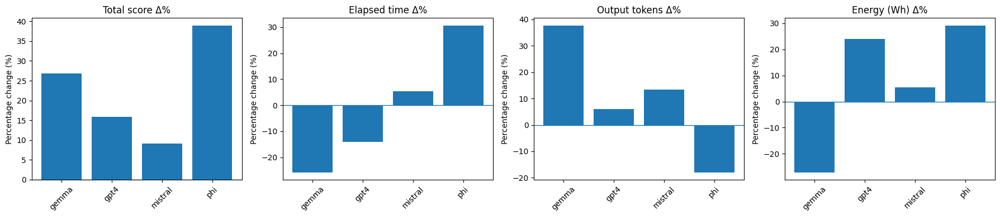 Total score Δ%
Percentage change (%)
40
35
30
25
20
15
10
5
0
gemma
gpt4
mistral
phi
Elapsed time Δ%
Percentage change (%)
30
20
10
0
−10
−20
gemma
gpt4
mistral
phi
Output tokens Δ%
Percentage change (%)
40
30
20
10
0
−10
−20
gemma
gpt4
mistral
phi
Energy (Wh) Δ%
Percentage change (%)
30
20
10
0
−10
−20
gemma
gpt4
mistral
phi